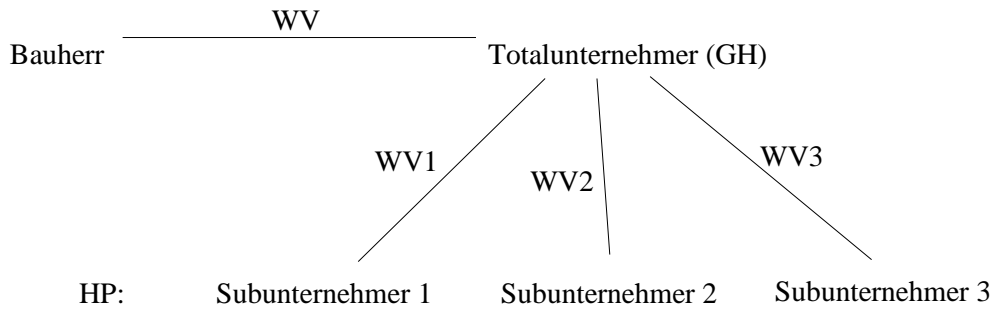 WV
Bauherr Totalunternehmer (GH)
WV1 WV2 WV3
HP: Subunternehmer 1 Subunternehmer 2 Subunternehmer 3